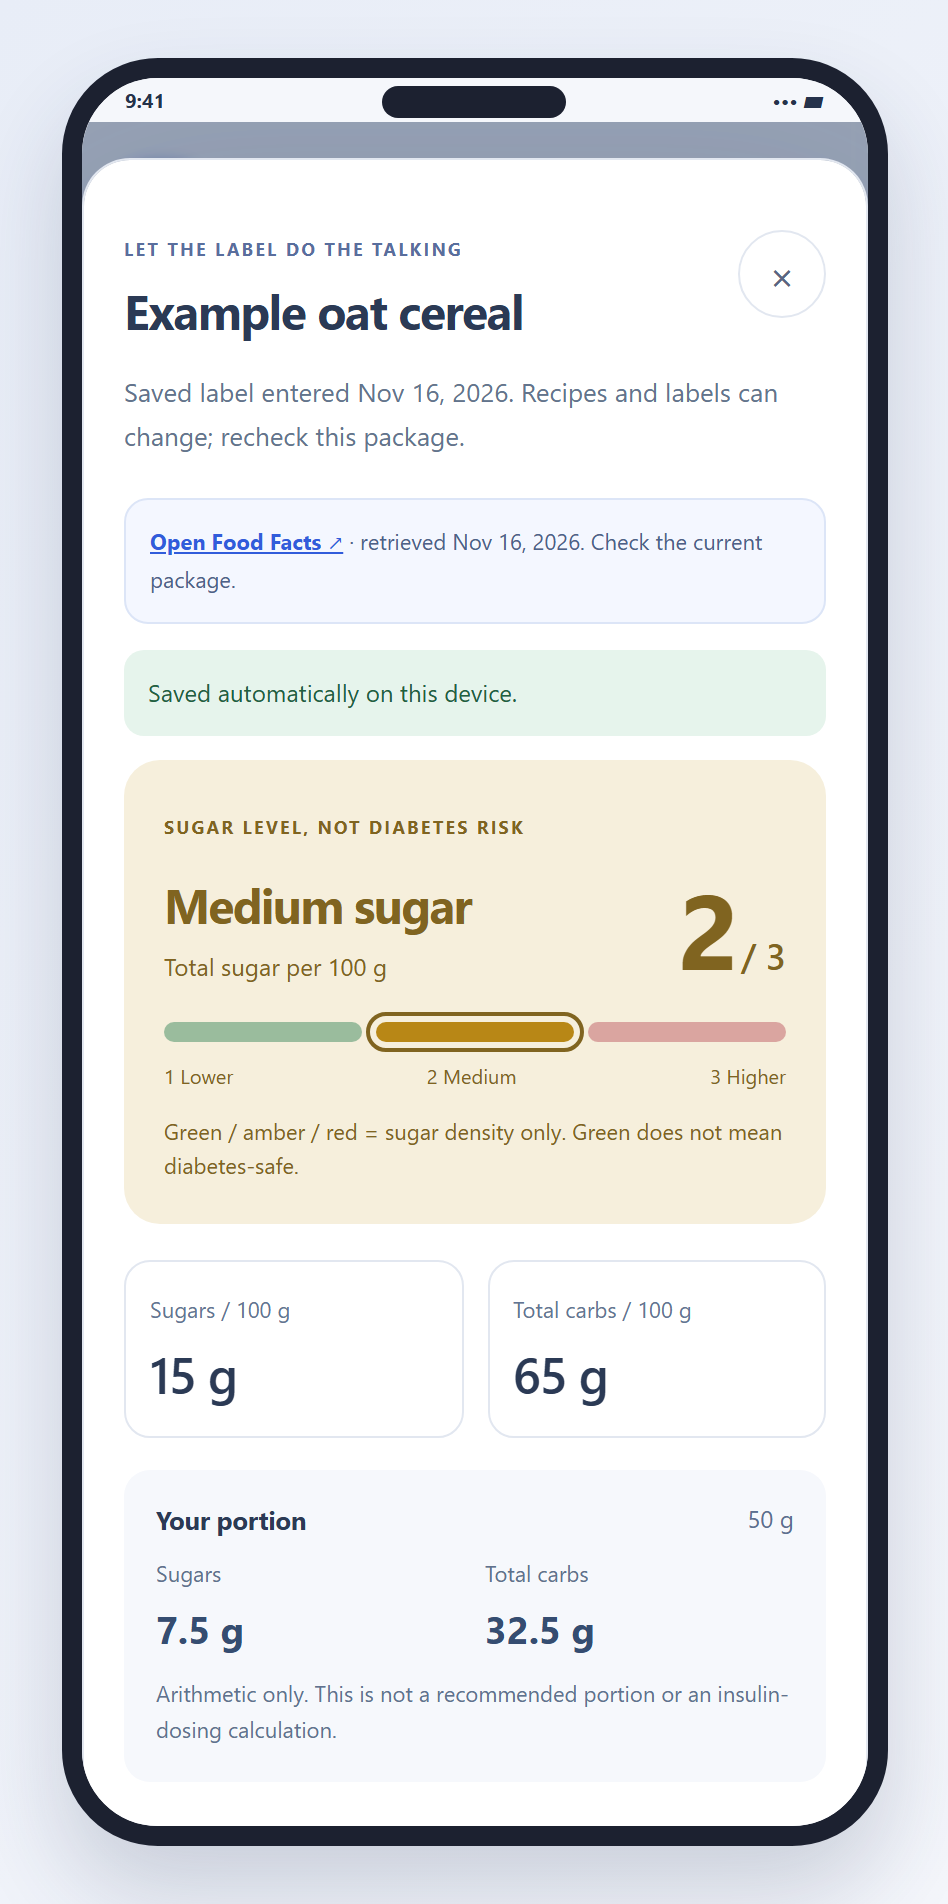 9:41
LET THE LABEL DO THE TALKING
Example oat cereal
×
Saved label entered Nov 16, 2026. Recipes and labels can
change; recheck this package.
Open Food Facts ↗ · retrieved Nov 16, 2026. Check the current
package.
Saved automatically on this device.
SUGAR LEVEL, NOT DIABETES RISK
Medium sugar
2 / 3
Total sugar per 100 g
1 Lower 2 Medium 3 Higher
Green / amber / red = sugar density only. Green does not mean
diabetes-safe.
Sugars / 100 g Total carbs / 100 g
15 g 65 g
Your portion 50 g
Sugars Total carbs
7.5 g 32.5 g
Arithmetic only. This is not a recommended portion or an insulin-
dosing calculation.